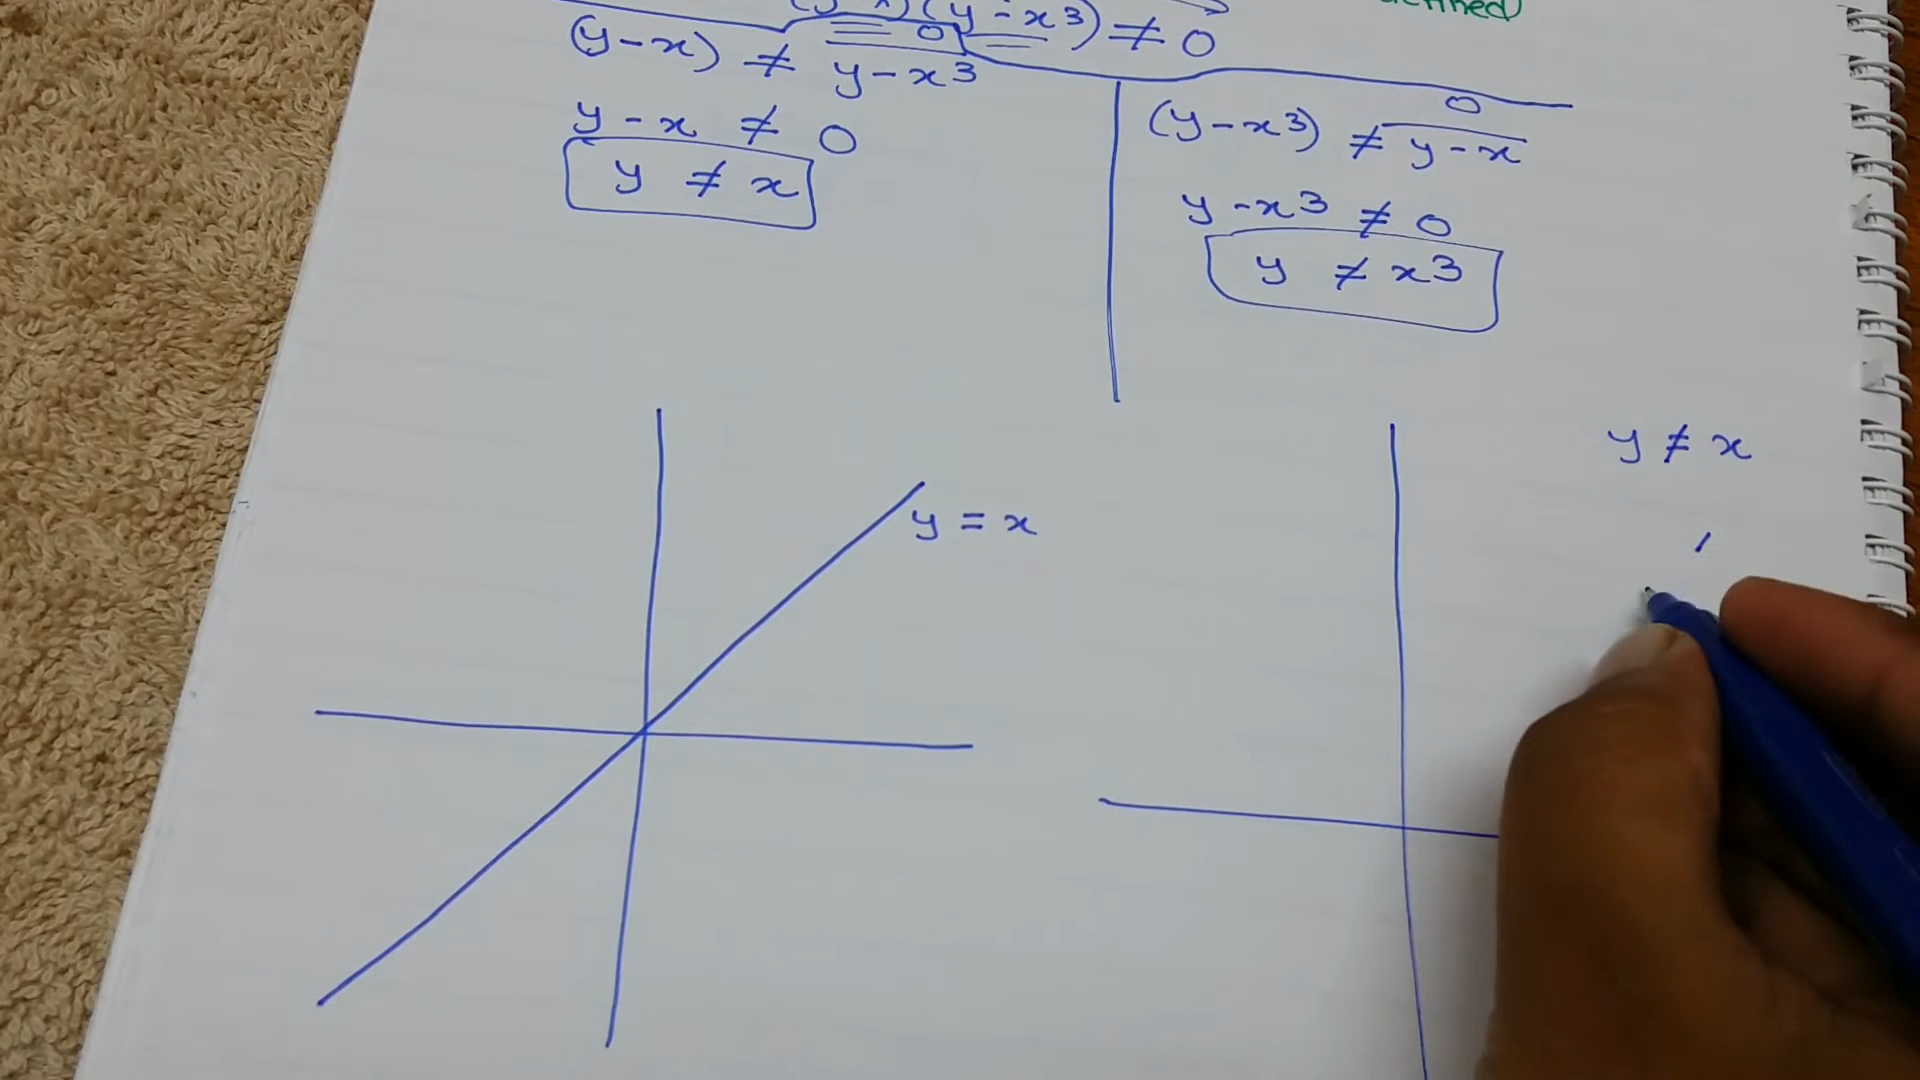 (y-x)(y-x3) ≠ 0
(y-x) ≠ 0/y-x3
y-x ≠ 0
y ≠ x
(y-x3) ≠ 0/y-x
y-x3 ≠ 0
y ≠ x3
y = x
y ≠ x